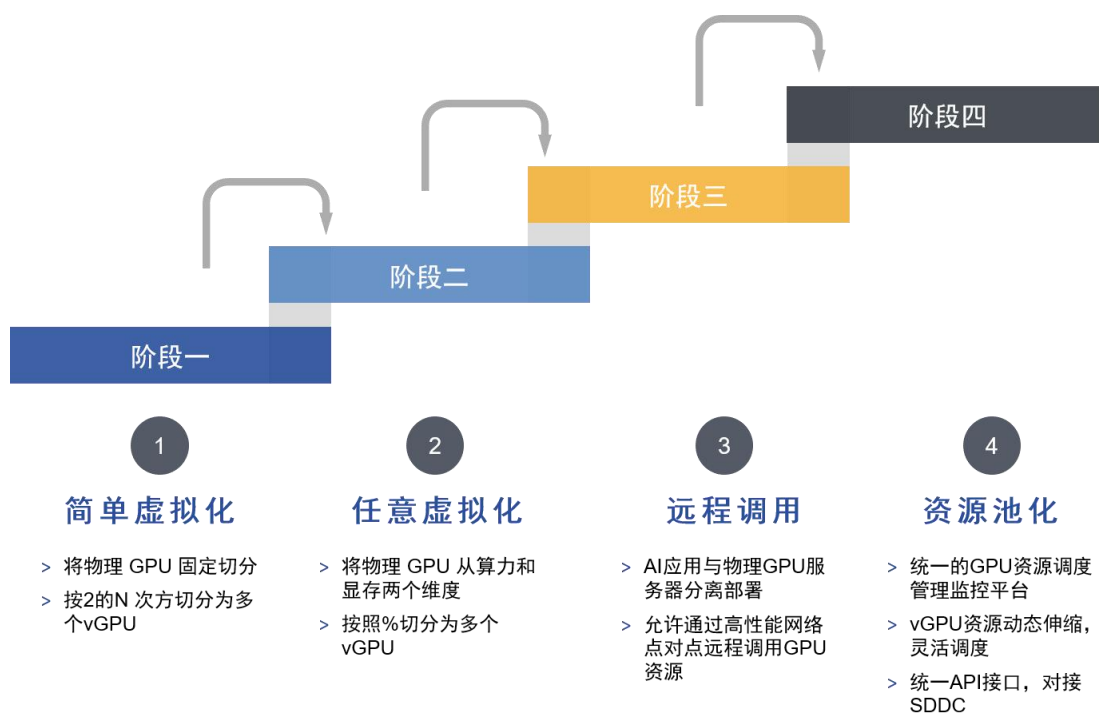 阶段四
阶段三
阶段二
阶段一
1
简单虚拟化
> 将物理 GPU 固定切分
> 按2的N 次方切分为多
个vGPU
2
任意虚拟化
> 将物理 GPU 从算力和
显存两个维度
> 按照%切分为多个
vGPU
3
远程调用
> AI应用与物理GPU服
务器分离部署
> 允许通过高性能网络
点对点远程调用GPU
资源
4
资源池化
> 统一的GPU资源调度
管理监控平台
> vGPU资源动态伸缩，
灵活调度
> 统一API接口，对接
SDDC